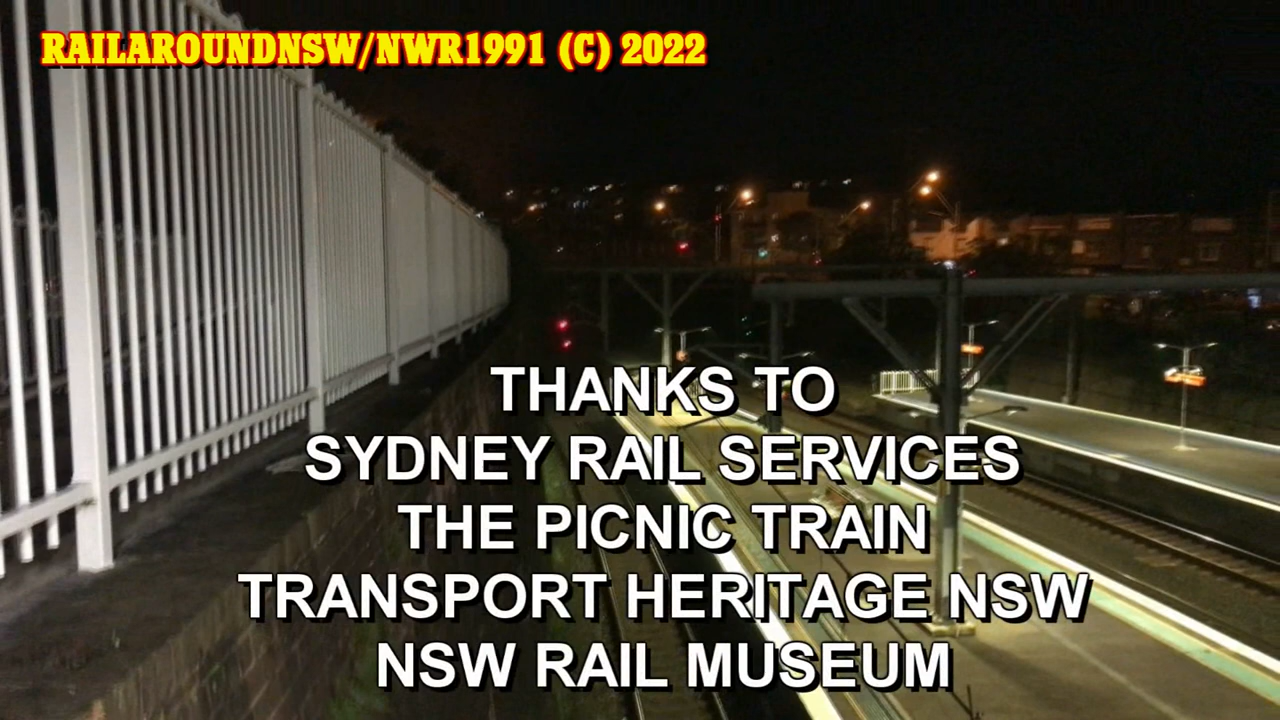 RAILAROUNDNSW/NWR1991 (C) 2022
THANKS TO
SYDNEY RAIL SERVICES
THE PICNIC TRAIN
TRANSPORT HERITAGE NSW
NSW RAIL MUSEUM